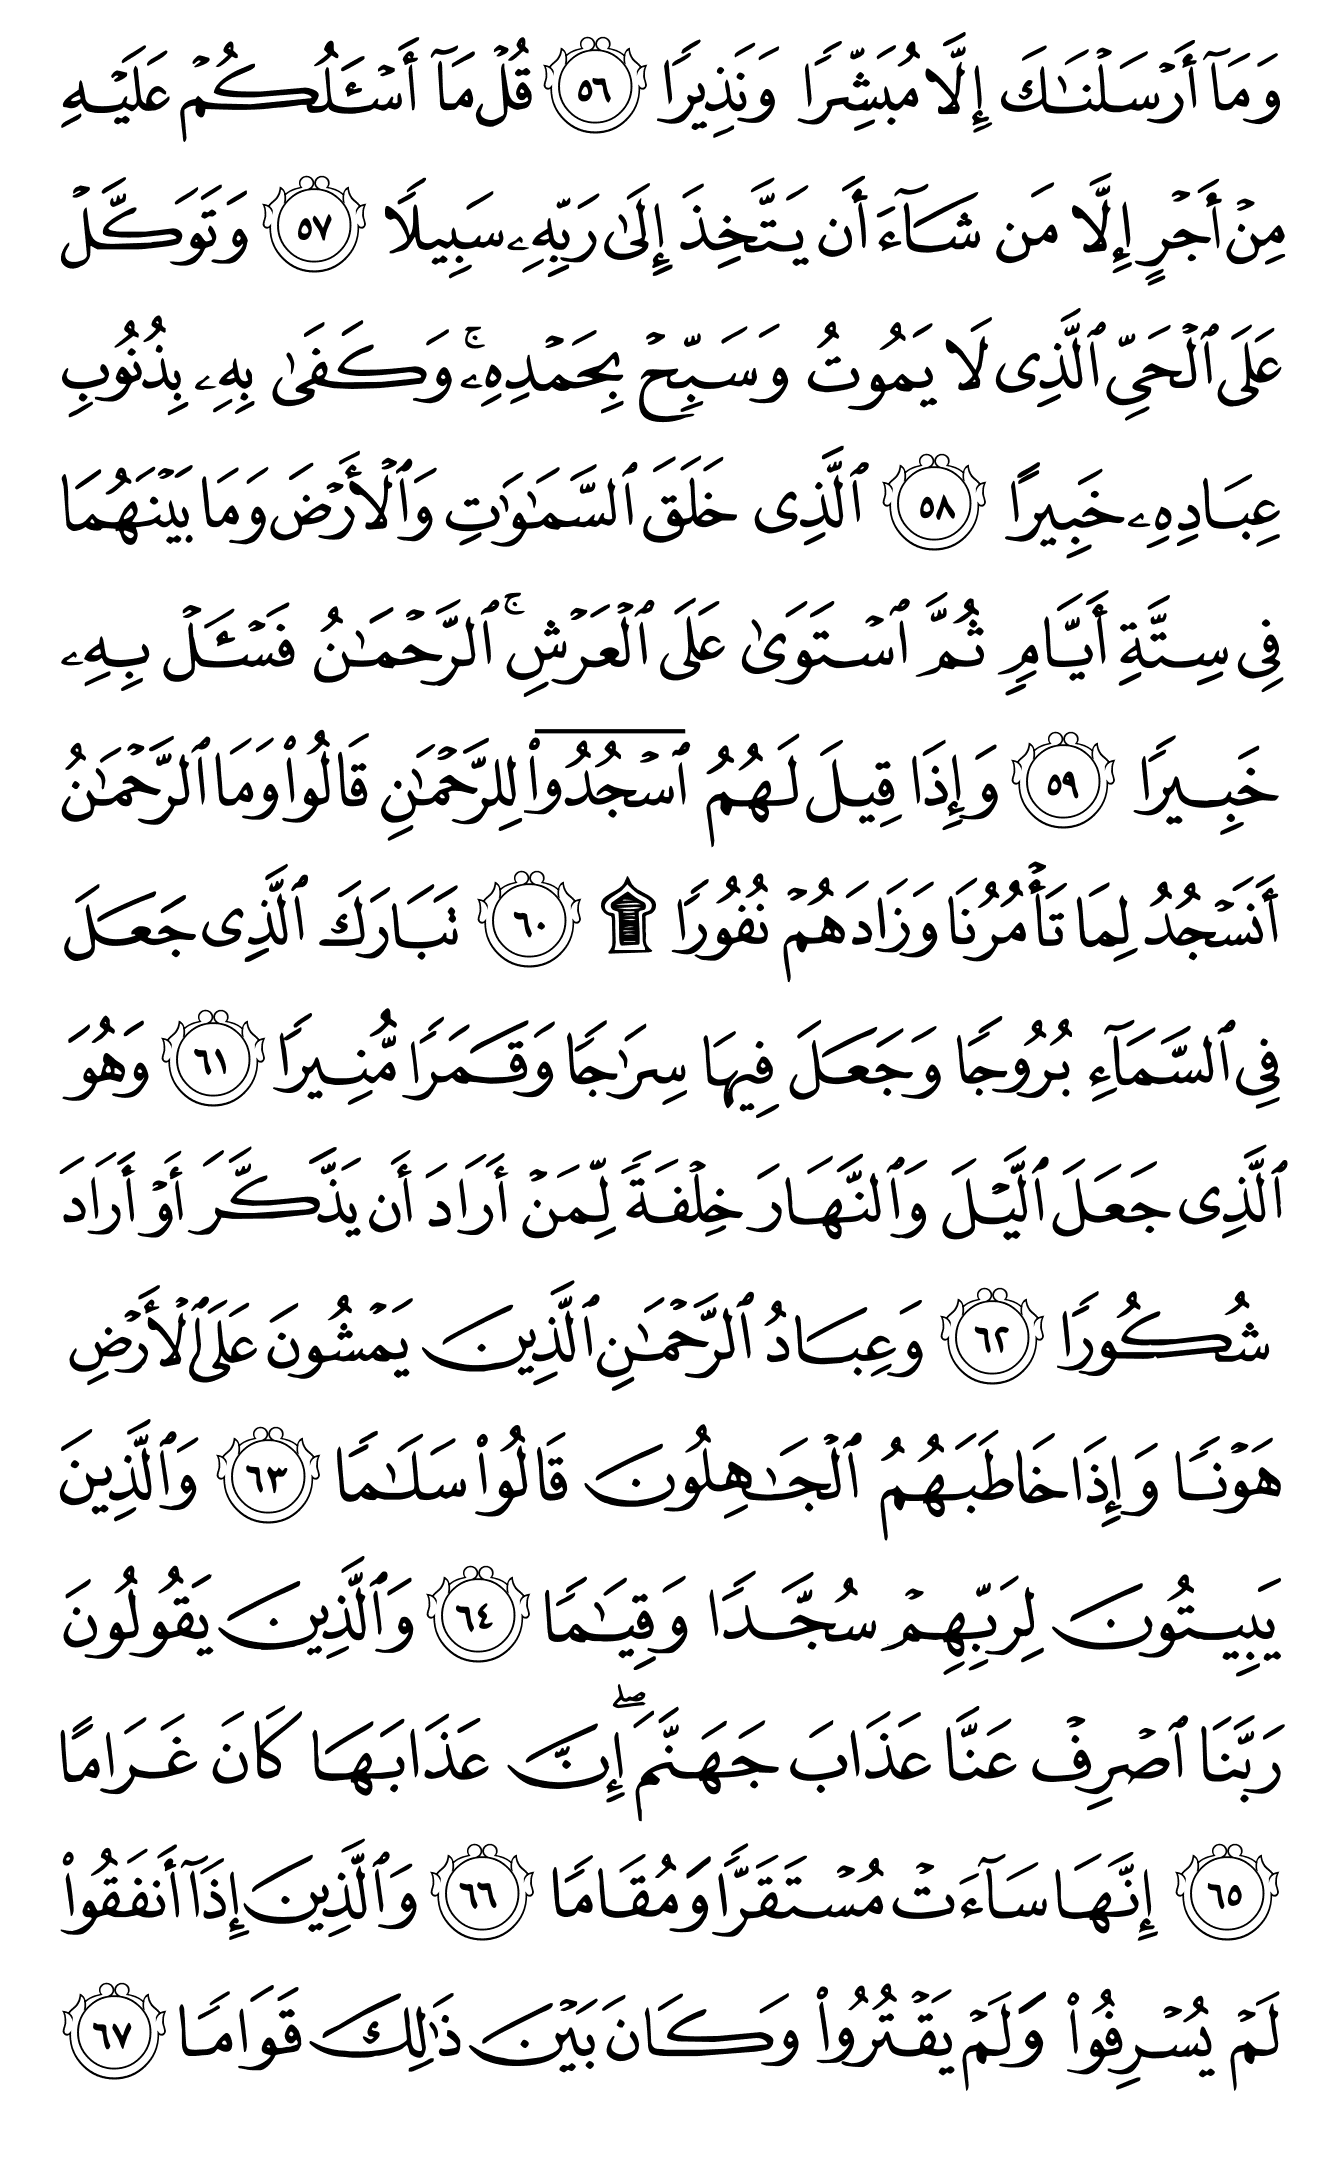 وَمَآ أَرۡسَلۡنَٰكَ إِلَّا مُبَشِّرٗا وَنَذِيرٗا ٥٦ قُلۡ مَآ أَسۡـَٔلُكُمۡ عَلَيۡهِ
مِنۡ أَجۡرٍ إِلَّا مَن شَآءَ أَن يَتَّخِذَ إِلَىٰ رَبِّهِۦ سَبِيلٗا ٥٧ وَتَوَكَّلۡ
عَلَى ٱلۡحَيِّ ٱلَّذِي لَا يَمُوتُ وَسَبِّحۡ بِحَمۡدِهِۦۚ وَكَفَىٰ بِهِۦ بِذُنُوبِ
عِبَادِهِۦ خَبِيرًا ٥٨ ٱلَّذِي خَلَقَ ٱلسَّمَٰوَٰتِ وَٱلۡأَرۡضَ وَمَا بَيۡنَهُمَا
فِي سِتَّةِ أَيَّامٖ ثُمَّ ٱسۡتَوَىٰ عَلَى ٱلۡعَرۡشِۚ ٱلرَّحۡمَٰنُ فَسۡـَٔلۡ بِهِۦ
خَبِيرٗا ٥٩ وَإِذَا قِيلَ لَهُمُ ٱسۡجُدُواْ لِلرَّحۡمَٰنِ قَالُواْ وَمَا ٱلرَّحۡمَٰنُ
أَنَسۡجُدُ لِمَا تَأۡمُرُنَا وَزَادَهُمۡ نُفُورٗا ۩ ٦٠ تَبَارَكَ ٱلَّذِي جَعَلَ
فِي ٱلسَّمَآءِ بُرُوجٗا وَجَعَلَ فِيهَا سِرَٰجٗا وَقَمَرٗا مُّنِيرٗا ٦١ وَهُوَ
ٱلَّذِي جَعَلَ ٱلَّيۡلَ وَٱلنَّهَارَ خِلۡفَةٗ لِّمَنۡ أَرَادَ أَن يَذَّكَّرَ أَوۡ أَرَادَ
شُكُورٗا ٦٢ وَعِبَادُ ٱلرَّحۡمَٰنِ ٱلَّذِينَ يَمۡشُونَ عَلَى ٱلۡأَرۡضِ
هَوۡنٗا وَإِذَا خَاطَبَهُمُ ٱلۡجَٰهِلُونَ قَالُواْ سَلَٰمٗا ٦٣ وَٱلَّذِينَ
يَبِيتُونَ لِرَبِّهِمۡ سُجَّدٗا وَقِيَٰمٗا ٦٤ وَٱلَّذِينَ يَقُولُونَ
رَبَّنَا ٱصۡرِفۡ عَنَّا عَذَابَ جَهَنَّمَۖ إِنَّ عَذَابَهَا كَانَ غَرَامًا
٦٥ إِنَّهَا سَآءَتۡ مُسۡتَقَرّٗا وَمُقَامٗا ٦٦ وَٱلَّذِينَ إِذَآ أَنفَقُواْ
لَمۡ يُسۡرِفُواْ وَلَمۡ يَقۡتُرُواْ وَكَانَ بَيۡنَ ذَٰلِكَ قَوَامٗا ٦٧